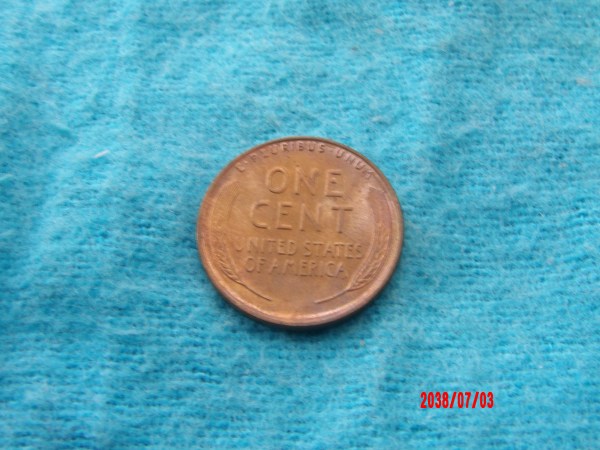 E·PLURIBUS·UNUM
ONE
CENT
UNITED STATES
OF AMERICA
2038/07/03